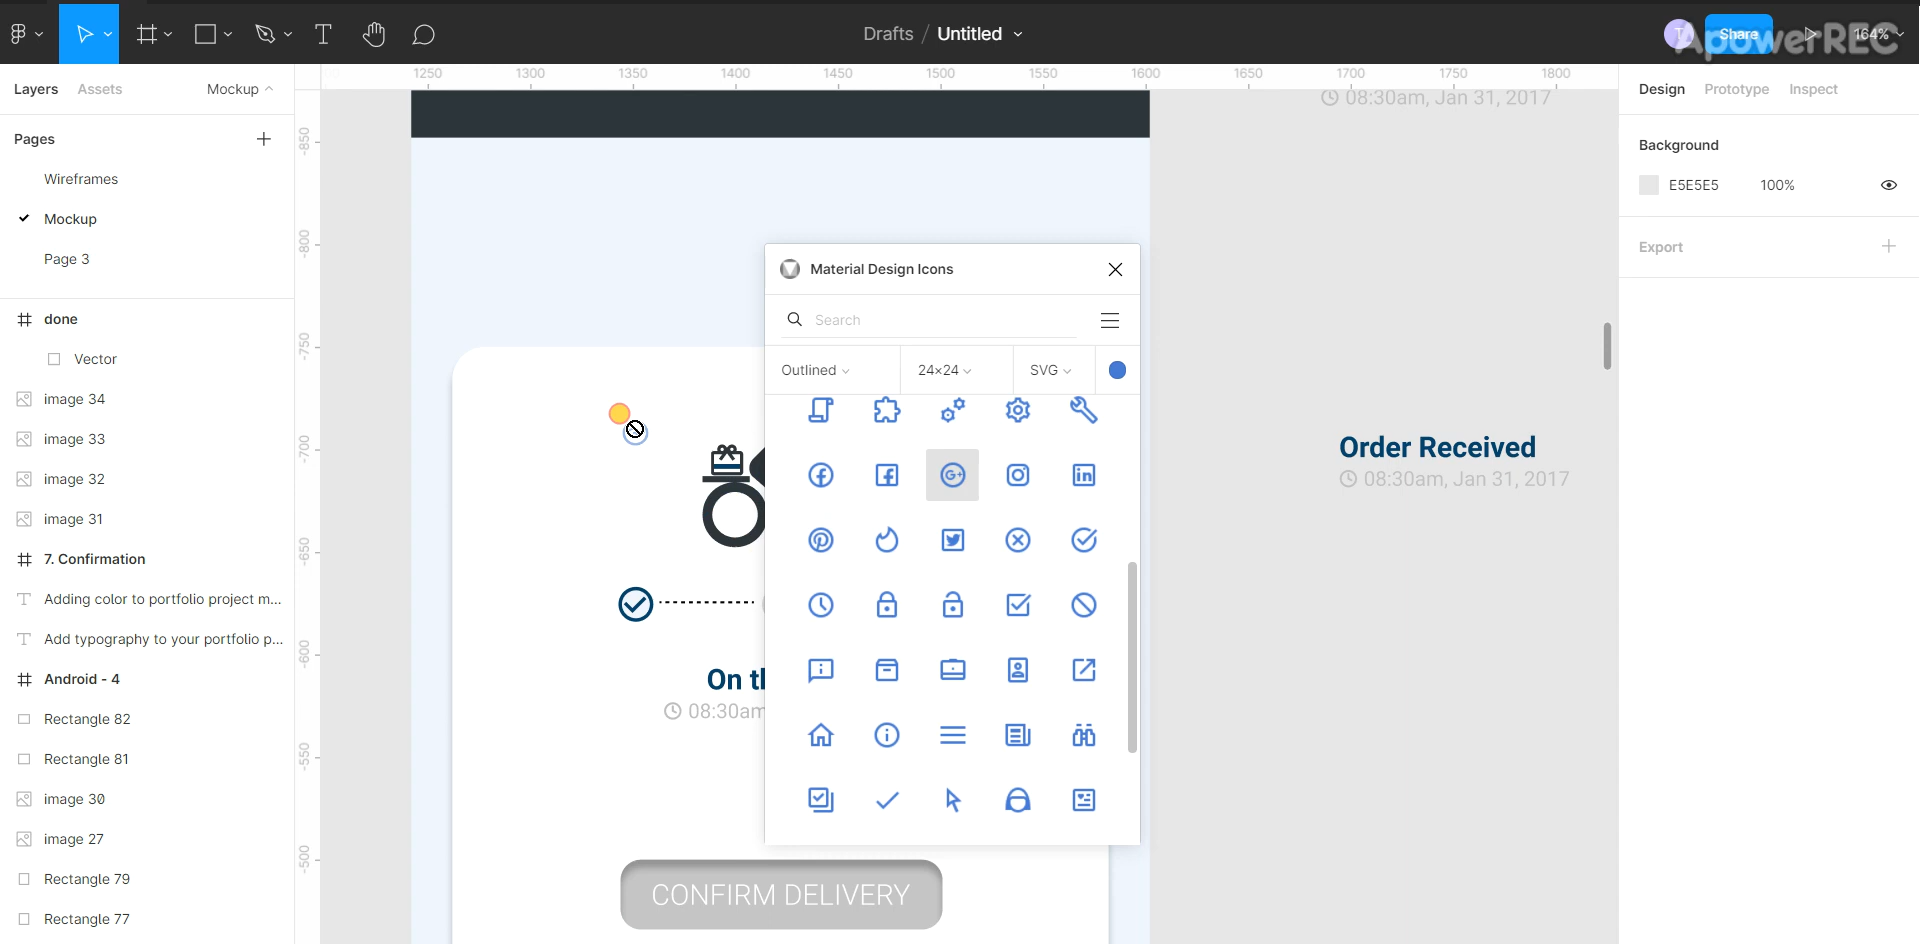 Drafts / Untitled
Share
164%
ApowerREC
Layers
Assets
Mockup
Pages
Wireframes
Mockup
Page 3
done
Vector
image 34
image 33
image 32
image 31
7. Confirmation
Adding color to portfolio project m...
Add typography to your portfolio p...
Android - 4
Rectangle 82
Rectangle 81
image 30
image 27
Rectangle 79
Rectangle 77
1250 1300 1350 1400 1450 1500 1550 1600 1650 1700 1750 1800
-850
-800
-750
-700
-650
-600
-550
-500
08:30am, Jan 31, 2017
Material Design Icons
Search
Outlined
24×24
SVG
On th
08:30am
CONFIRM DELIVERY
Order Received
08:30am, Jan 31, 2017
Design
Prototype
Inspect
Background
E5E5E5
100%
Export